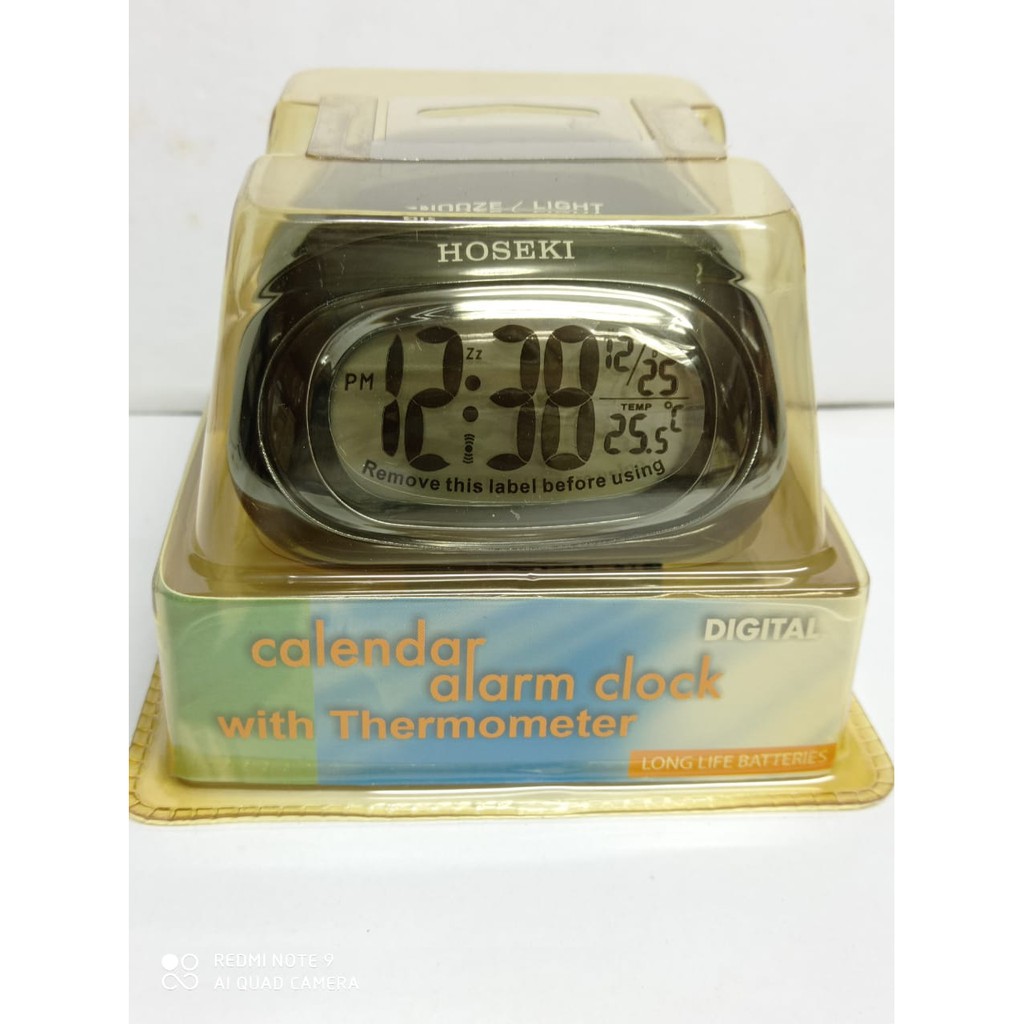 SNOOZE / LIGHT
HOSEKI
PM 12:38 12/25
Zz
TEMP °C
25.5
Remove this label before using
DIGITAL
calendar
alarm clock
with Thermometer
LONG LIFE BATTERIES
REDMI NOTE 9
AI QUAD CAMERA